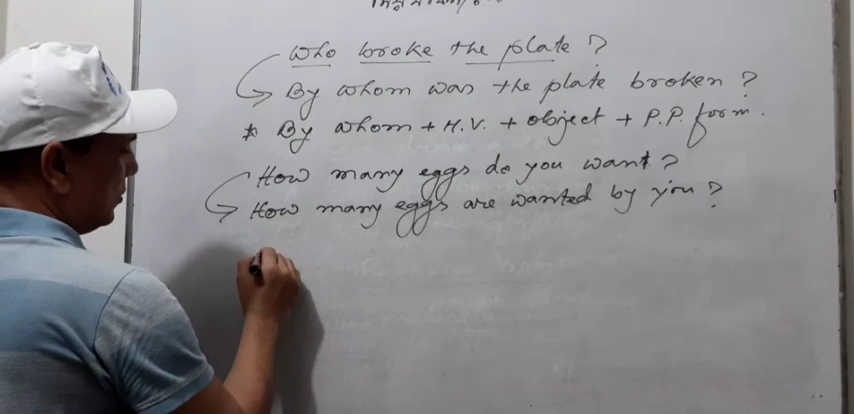 Who broke the plate ?
By whom was the plate broken ?
* By whom + H.V. + object + P.P. form.
How many eggs do you want ?
How many eggs are wanted by you ?